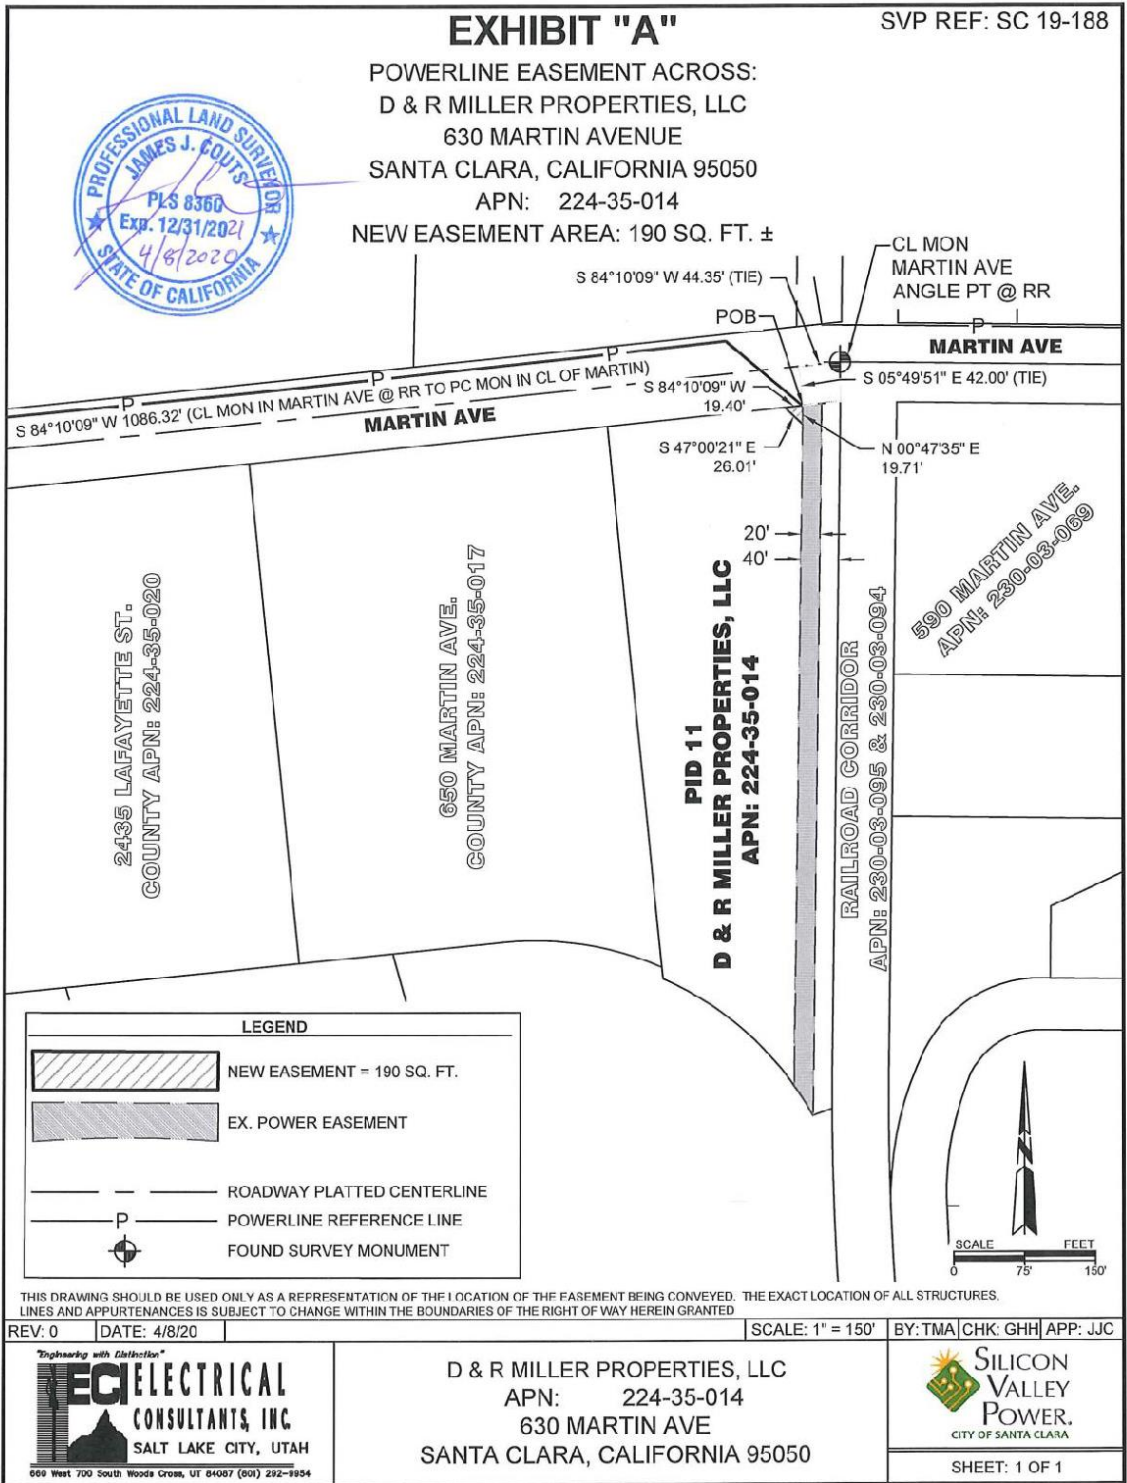 EXHIBIT "A"
SVP REF: SC 19-188
POWERLINE EASEMENT ACROSS:
D & R MILLER PROPERTIES, LLC
630 MARTIN AVENUE
SANTA CLARA, CALIFORNIA 95050
APN: 224-35-014
NEW EASEMENT AREA: 190 SQ. FT. ±
PROFESSIONAL LAND SURVEYOR
JAMES J. COUTS
PLS 8360
Exp. 12/31/2021
4/8/2020
STATE OF CALIFORNIA
CL MON
MARTIN AVE
ANGLE PT @ RR
S 84°10'09" W 44.35' (TIE)
POB
P
MARTIN AVE
P
P
P
S 84°10'09" W 1086.32' (CL MON IN MARTIN AVE @ RR TO PC MON IN CL OF MARTIN)
MARTIN AVE
S 05°49'51" E 42.00' (TIE)
S 84°10'09" W
19.40'
S 47°00'21" E
26.01'
N 00°47'35" E
19.71'
20'
40'
2435 LAFAYETTE ST.
COUNTY APN: 224-35-020
650 MARTIN AVE.
COUNTY APN: 224-35-017
PID 11
D & R MILLER PROPERTIES, LLC
APN: 224-35-014
RAILROAD CORRIDOR
APN: 230-03-095 & 230-03-094
590 MARTIN AVE.
APN: 230-03-069
LEGEND
NEW EASEMENT = 190 SQ. FT.
EX. POWER EASEMENT
ROADWAY PLATTED CENTERLINE
P
POWERLINE REFERENCE LINE
FOUND SURVEY MONUMENT
N
SCALE FEET
0 75' 150'
THIS DRAWING SHOULD BE USED ONLY AS A REPRESENTATION OF THE LOCATION OF THE EASEMENT BEING CONVEYED. THE EXACT LOCATION OF ALL STRUCTURES.
LINES AND APPURTENANCES IS SUBJECT TO CHANGE WITHIN THE BOUNDARIES OF THE RIGHT OF WAY HEREIN GRANTED
REV: 0
DATE: 4/8/20
SCALE: 1" = 150'
BY: TMA
CHK: GHH
APP: JJC
"Engineering with Distinction"
ECI ELECTRICAL
CONSULTANTS, INC.
SALT LAKE CITY, UTAH
660 West 700 South Woods Cross, UT 84087 (801) 292-9954
D & R MILLER PROPERTIES, LLC
APN: 224-35-014
630 MARTIN AVE
SANTA CLARA, CALIFORNIA 95050
SILICON
VALLEY
POWER.
CITY OF SANTA CLARA
SHEET: 1 OF 1